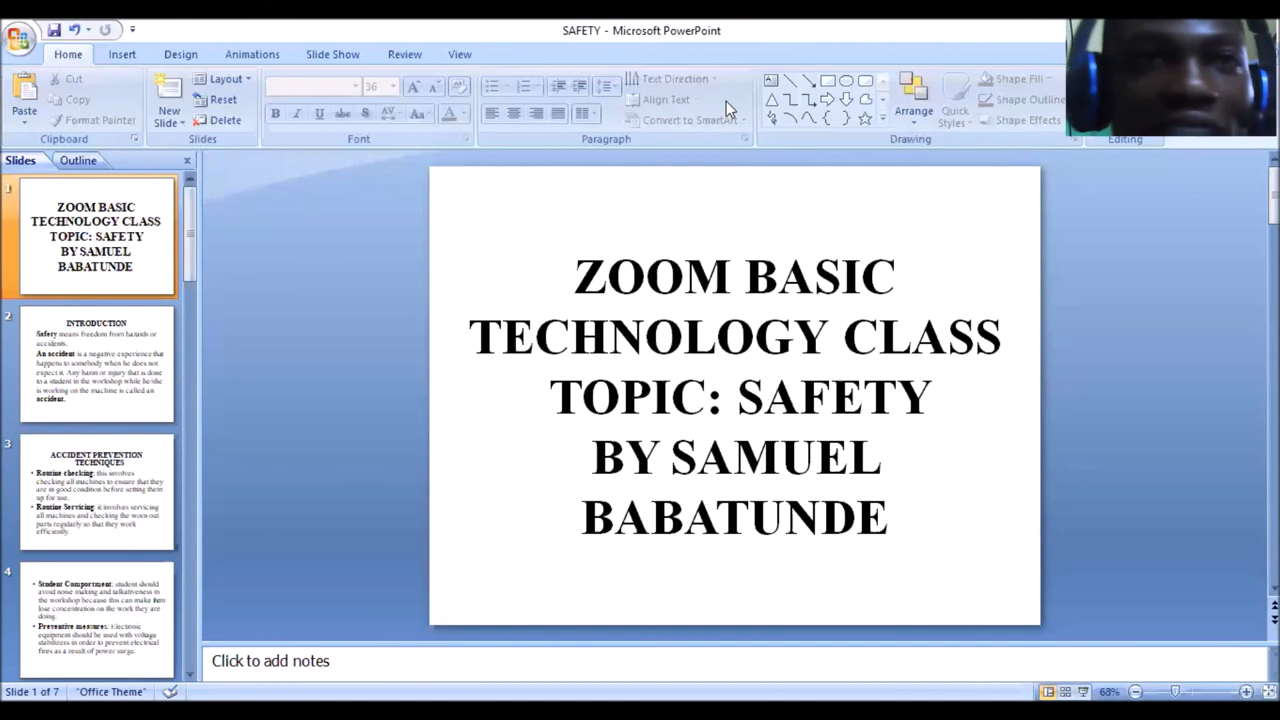 SAFETY - Microsoft PowerPoint
Home Insert Design Animations Slide Show Review View
Paste
Cut
Copy
Format Painter
Clipboard
New Slide
Layout
Reset
Delete
Slides
36
Font
Text Direction
Align Text
Convert to SmartArt
Paragraph
Arrange
Quick Styles
Shape Fill
Shape Outline
Shape Effects
Drawing
Editing
Slides Outline
1
ZOOM BASIC
TECHNOLOGY CLASS
TOPIC: SAFETY
BY SAMUEL
BABATUNDE
2
INTRODUCTION
Safety means freedom from hazards or
accidents.
An accident is a negative experience that
happens to somebody when he does not
expect it. Any harm or injury that is done
to a student in the workshop while he/she
is working on the machine is called an
accident.
3
ACCIDENT PREVENTION
TECHNIQUES
• Routine checking: this involves
checking all machines to ensure that they
are in good condition before setting them
up for use.
• Routine Servicing: it involves servicing
all machines and checking the worn out
parts regularly so that they work
efficiently.
4
• Student Comportment: student should
avoid noise making and talkativeness in
the workshop because this can make them
lose concentration on the work they are
doing.
• Preventive measures: Electronic
equipment should be used with voltage
stabilizers in order to prevent electrical
fires as a result of power surge.
ZOOM BASIC
TECHNOLOGY CLASS
TOPIC: SAFETY
BY SAMUEL
BABATUNDE
Click to add notes
Slide 1 of 7 "Office Theme" 68%